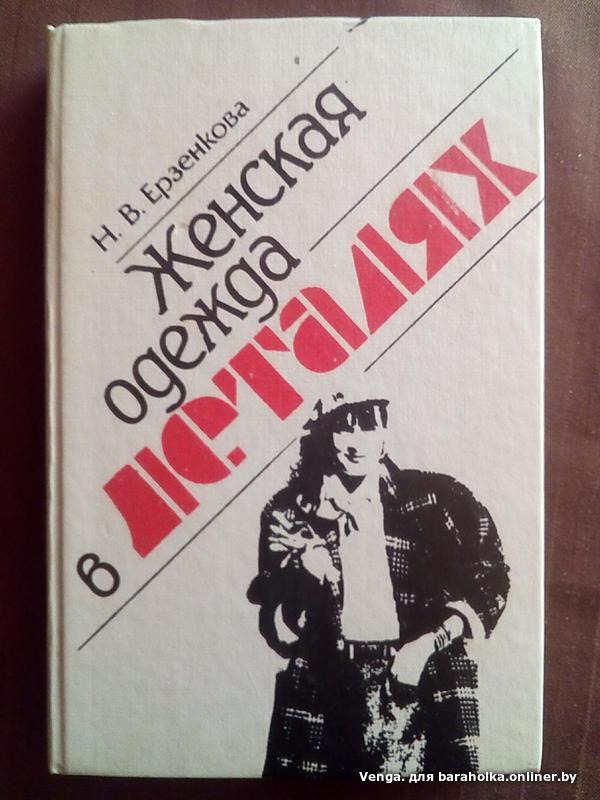 Н. В. Ерзенкова
Женская
одежда
в деталях
Venga. для baraholka.onliner.by